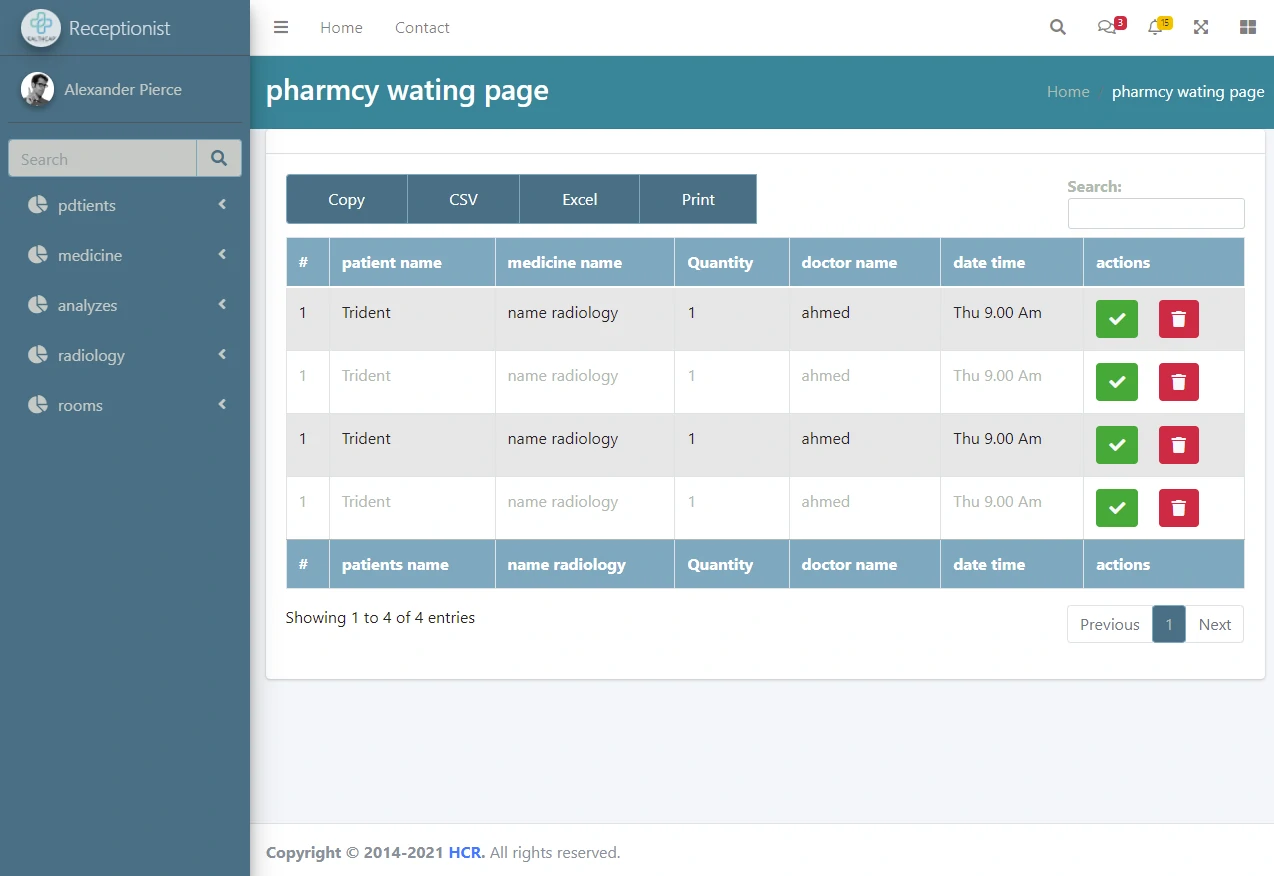 Receptionist
Home Contact
3
15
Alexander Pierce
pharmcy wating page
Home pharmcy wating page
Search
pdtients
medicine
analyzes
radiology
rooms
Copy CSV Excel Print
Search:
# patient name medicine name Quantity doctor name date time actions
1 Trident name radiology 1 ahmed Thu 9.00 Am
1 Trident name radiology 1 ahmed Thu 9.00 Am
1 Trident name radiology 1 ahmed Thu 9.00 Am
1 Trident name radiology 1 ahmed Thu 9.00 Am
# patients name name radiology Quantity doctor name date time actions
Showing 1 to 4 of 4 entries
Previous 1 Next
Copyright © 2014-2021 HCR. All rights reserved.